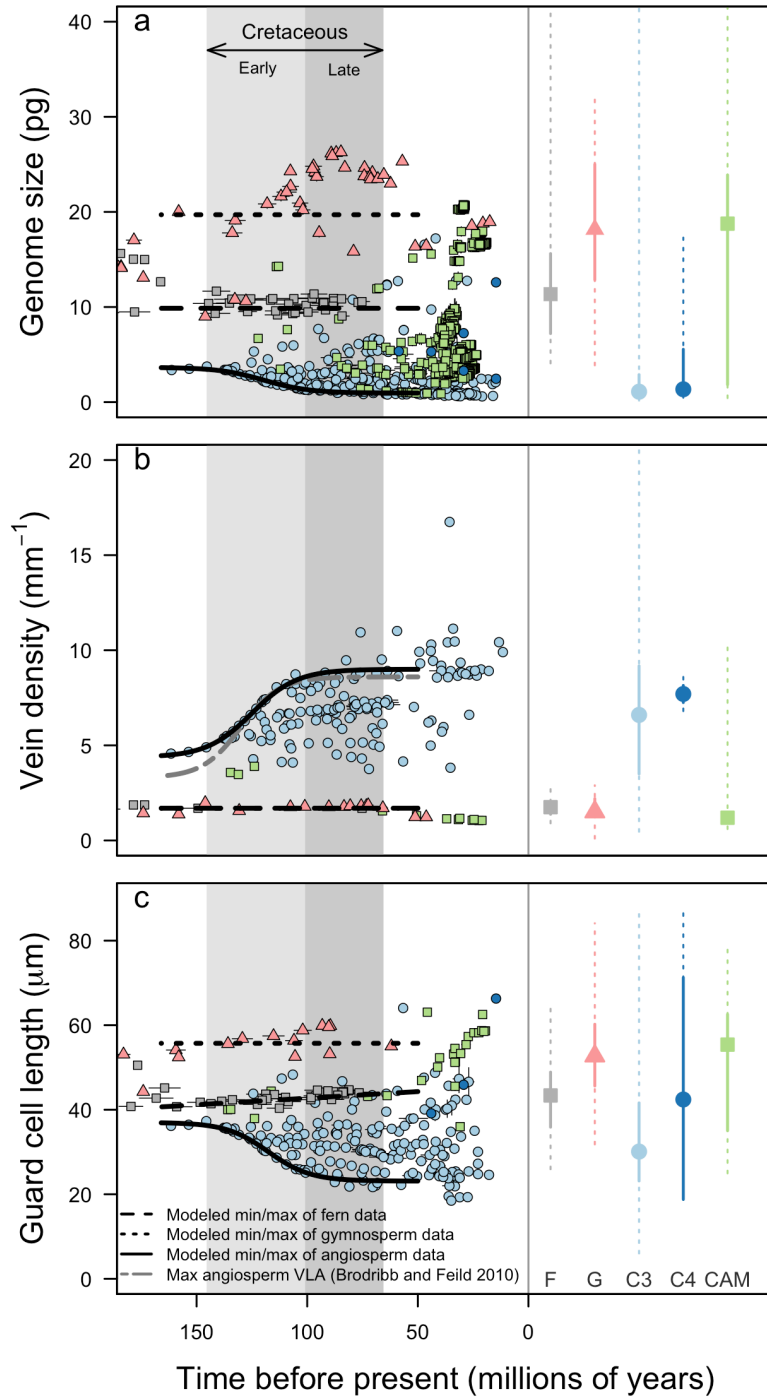 a
Cretaceous
Early
Late
Genome size (pg)
40
30
20
10
0
b
Vein density (mm⁻¹)
20
15
10
5
0
c
Guard cell length (μm)
80
60
40
20
0
Modeled min/max of fern data
Modeled min/max of gymnosperm data
Modeled min/max of angiosperm data
Max angiosperm VLA (Brodribb and Feild 2010)
F G C3 C4 CAM
150 100 50 0
Time before present (millions of years)